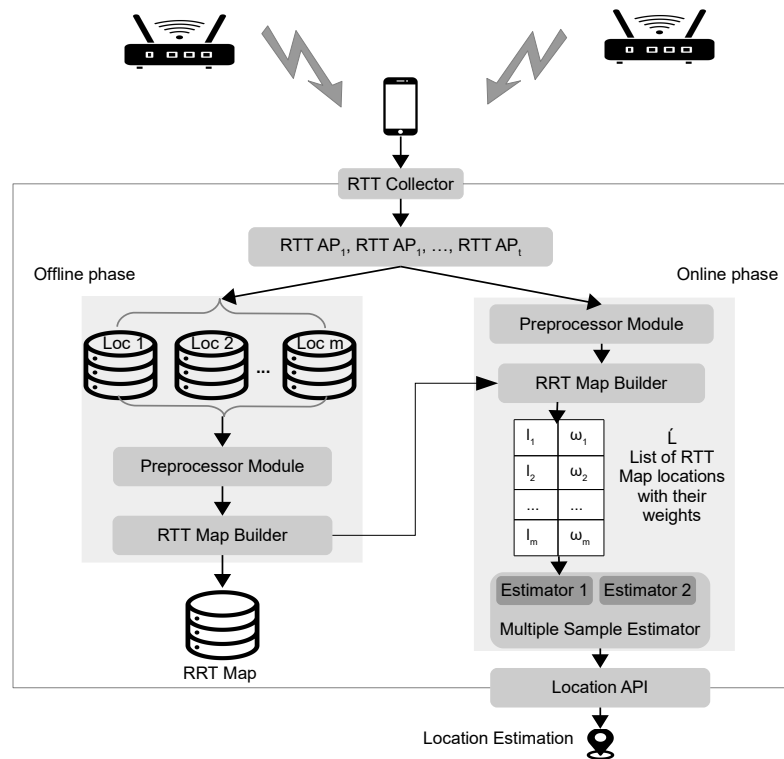 RTT Collector
RTT AP₁, RTT AP₁, ..., RTT APₜ
Offline phase
Online phase
Loc 1
Loc 2
...
Loc m
Preprocessor Module
RTT Map Builder
RRT Map
Preprocessor Module
RRT Map Builder
l₁ ω₁
l₂ ω₂
... ...
lₘ ωₘ
Ĺ
List of RTT
Map locations
with their
weights
Estimator 1
Estimator 2
Multiple Sample Estimator
Location API
Location Estimation